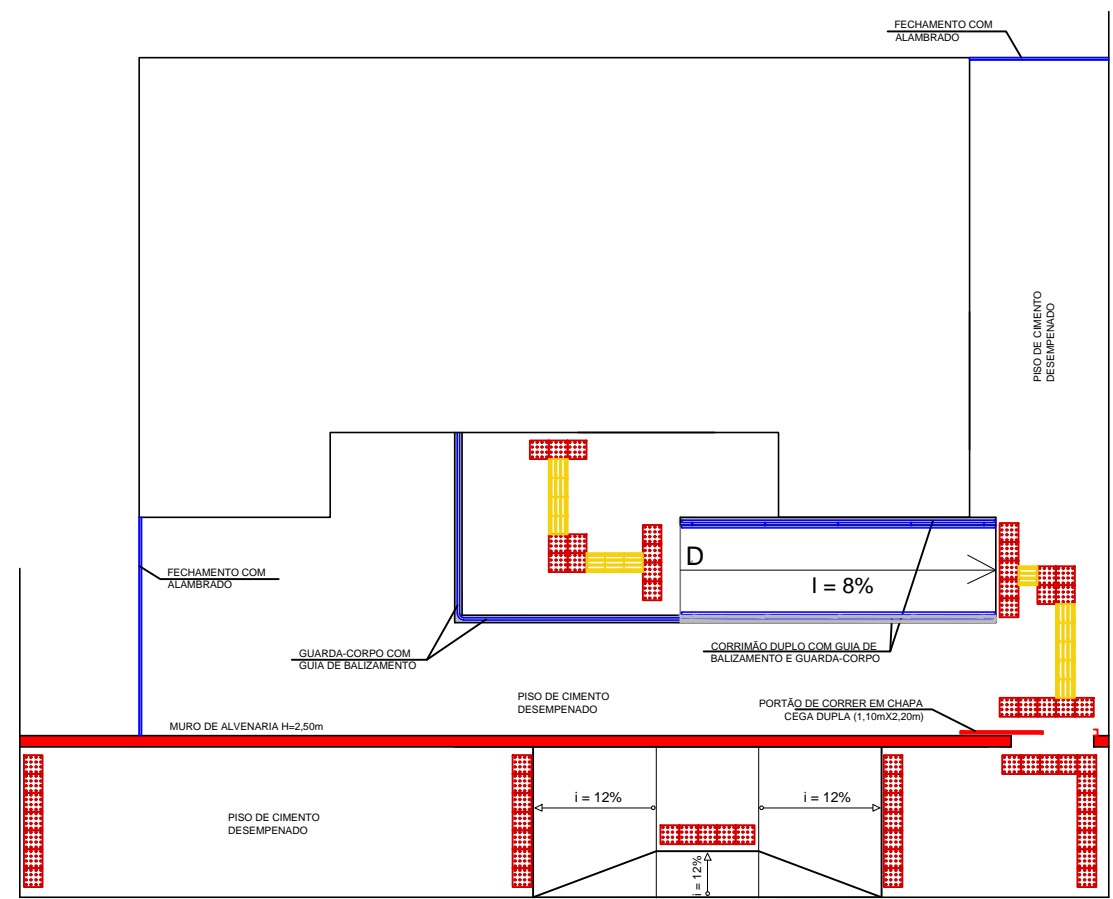 FECHAMENTO COM
ALAMBRADO
PISO DE CIMENTO
DESEMPENADO
D
I = 8%
FECHAMENTO COM
ALAMBRADO
GUARDA-CORPO COM
GUIA DE BALIZAMENTO
CORRIMÃO DUPLO COM GUIA DE
BALIZAMENTO E GUARDA-CORPO
PISO DE CIMENTO
DESEMPENADO
PORTÃO DE CORRER EM CHAPA
CEGA DUPLA (1,10mX2,20m)
MURO DE ALVENARIA H=2,50m
i = 12%
i = 12%
PISO DE CIMENTO
DESEMPENADO
i = 12%